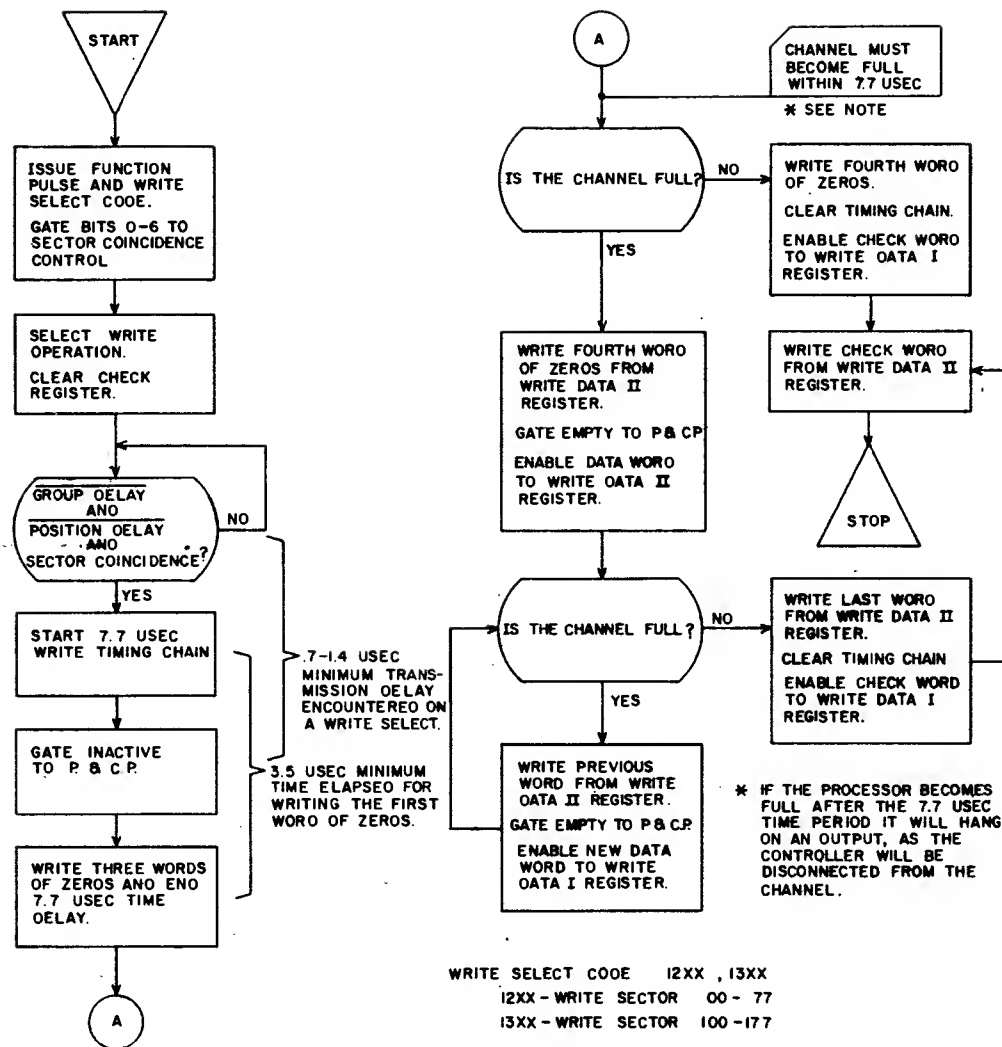 START
ISSUE FUNCTION
PULSE AND WRITE
SELECT COOE.
GATE BITS 0-6 TO
SECTOR COINCIDENCE
CONTROL
SELECT WRITE
OPERATION.
CLEAR CHECK
REGISTER.
GROUP OELAY
ANO
POSITION OELAY
ANO
SECTOR COINCIDENCE?
NO
YES
START 7.7 USEC
WRITE TIMING CHAIN
GATE INACTIVE
TO P. & C.P.
WRITE THREE WORDS
OF ZEROS ANO ENO
7.7 USEC TIME
DELAY.
A
.7-1.4 USEC
MINIMUM TRANS-
MISSION OELAY
ENCOUNTERED ON
A WRITE SELECT.
3.5 USEC MINIMUM
TIME ELAPSED FOR
WRITING THE FIRST
WORO OF ZEROS.
A
CHANNEL MUST
BECOME FULL
WITHIN 7.7 USEC
* SEE NOTE
IS THE CHANNEL FULL?
NO
YES
WRITE FOURTH WORO
OF ZEROS.
CLEAR TIMING CHAIN.
ENABLE CHECK WORO
TO WRITE OATA I
REGISTER.
WRITE FOURTH WORO
OF ZEROS FROM
WRITE DATA II
REGISTER.
GATE EMPTY TO P & CP
ENABLE DATA WORO
TO WRITE OATA II
REGISTER.
WRITE CHECK WORO
FROM WRITE DATA II
REGISTER.
STOP
IS THE CHANNEL FULL?
NO
YES
WRITE LAST WORO
FROM WRITE DATA II
REGISTER.
CLEAR TIMING CHAIN
ENABLE CHECK WORD
TO WRITE DATA I
REGISTER.
WRITE PREVIOUS
WORD FROM WRITE
OATA II REGISTER.
GATE EMPTY TO P & C.P.
ENABLE NEW DATA
WORD TO WRITE
OATA I REGISTER.
* IF THE PROCESSOR BECOMES
FULL AFTER THE 7.7 USEC
TIME PERIOD IT WILL HANG
ON AN OUTPUT, AS THE
CONTROLLER WILL BE
DISCONNECTED FROM THE
CHANNEL.
WRITE SELECT COOE 12XX , 13XX
12XX - WRITE SECTOR 00 - 77
13XX - WRITE SECTOR 100 - 177